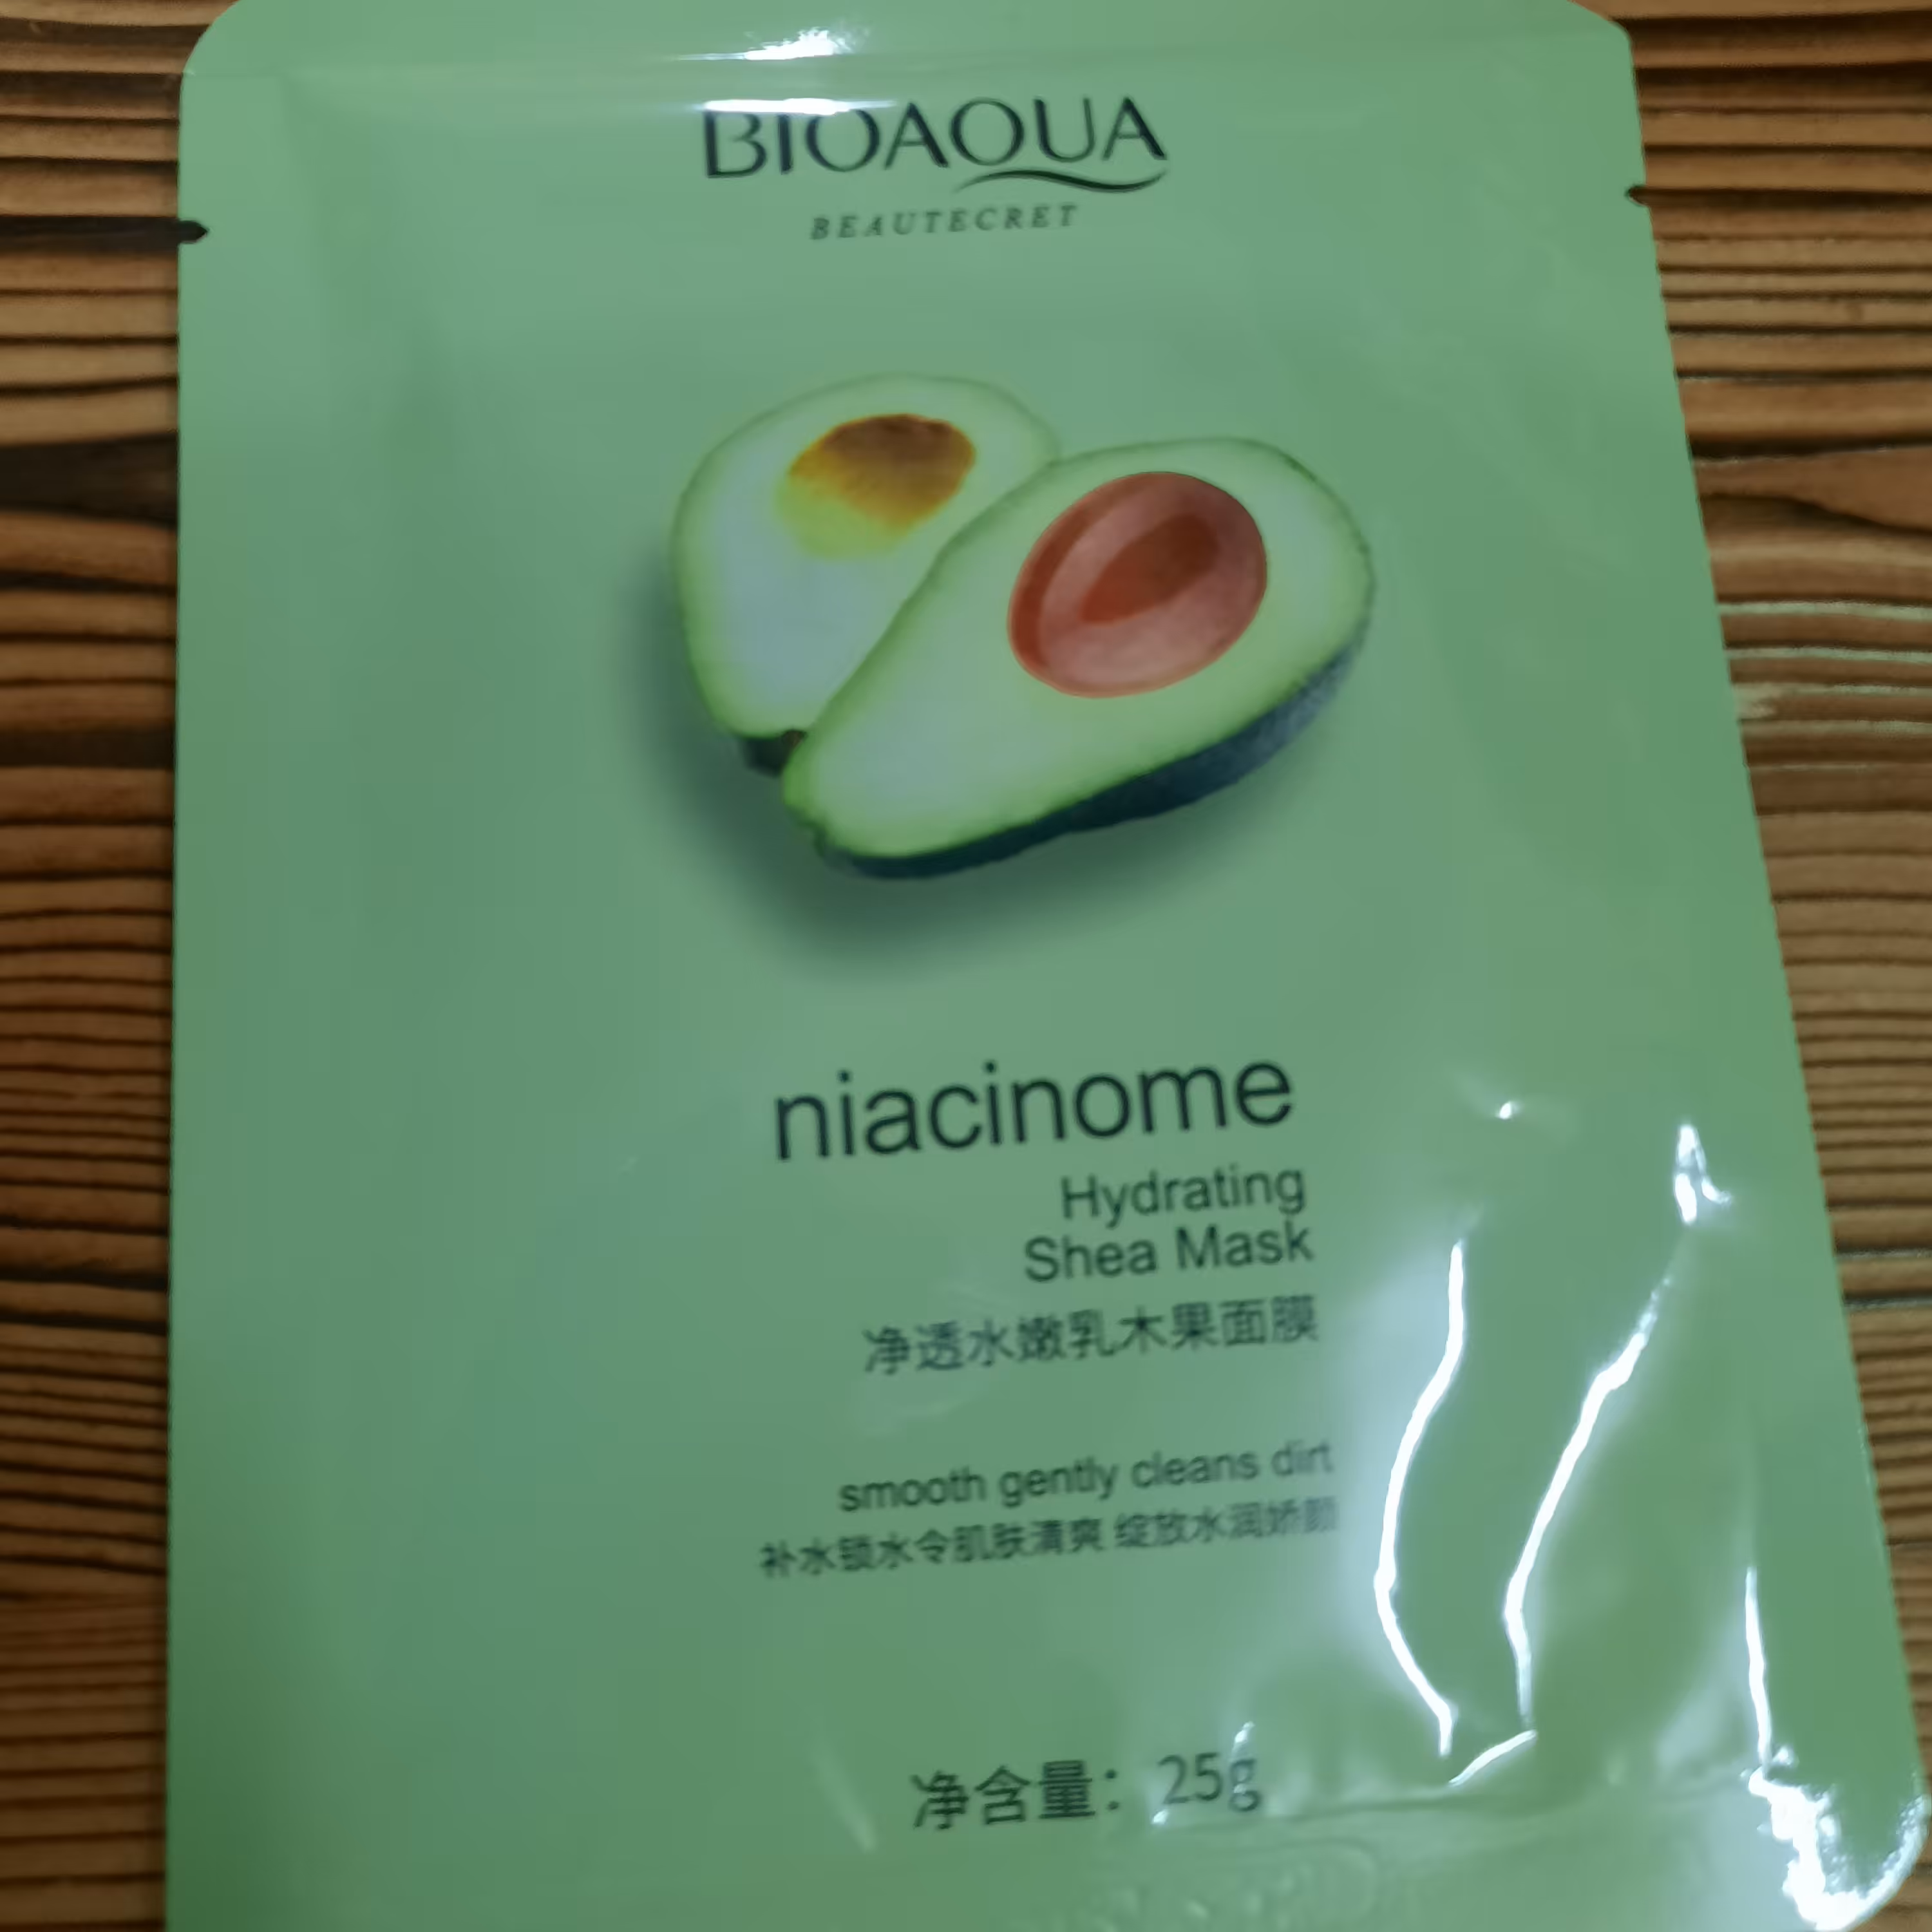 BIOAQUA
BEAUTECRET
niacinome
Hydrating
Shea Mask
净透水嫩乳木果面膜
smooth gently cleans dirt
补水锁水令肌肤清爽 绽放水润娇颜
净含量：25g